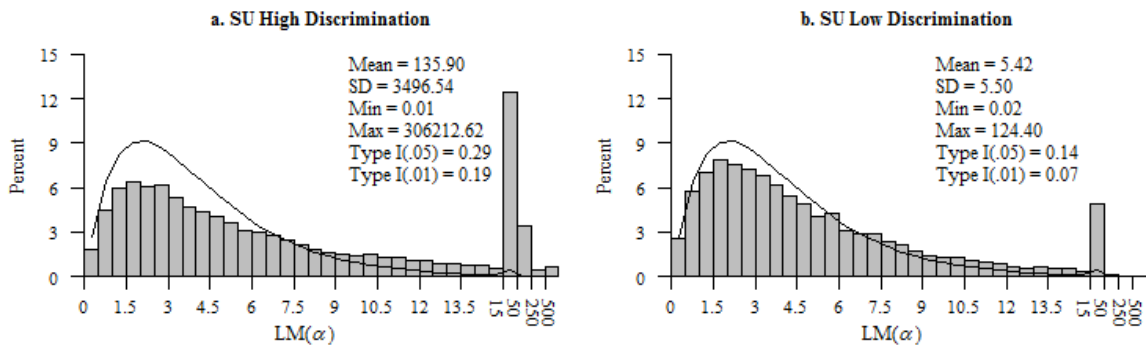 a. SU High Discrimination
Mean = 135.90
SD = 3496.54
Min = 0.01
Max = 306212.62
Type I(.05) = 0.29
Type I(.01) = 0.19
Percent
15
12
9
6
3
0
0 1.5 3 4.5 6 7.5 9 10.5 12 13.5 15 50 250 500
LM(α)
b. SU Low Discrimination
Mean = 5.42
SD = 5.50
Min = 0.02
Max = 124.40
Type I(.05) = 0.14
Type I(.01) = 0.07
Percent
15
12
9
6
3
0
0 1.5 3 4.5 6 7.5 9 10.5 12 13.5 15 50 250 500
LM(α)